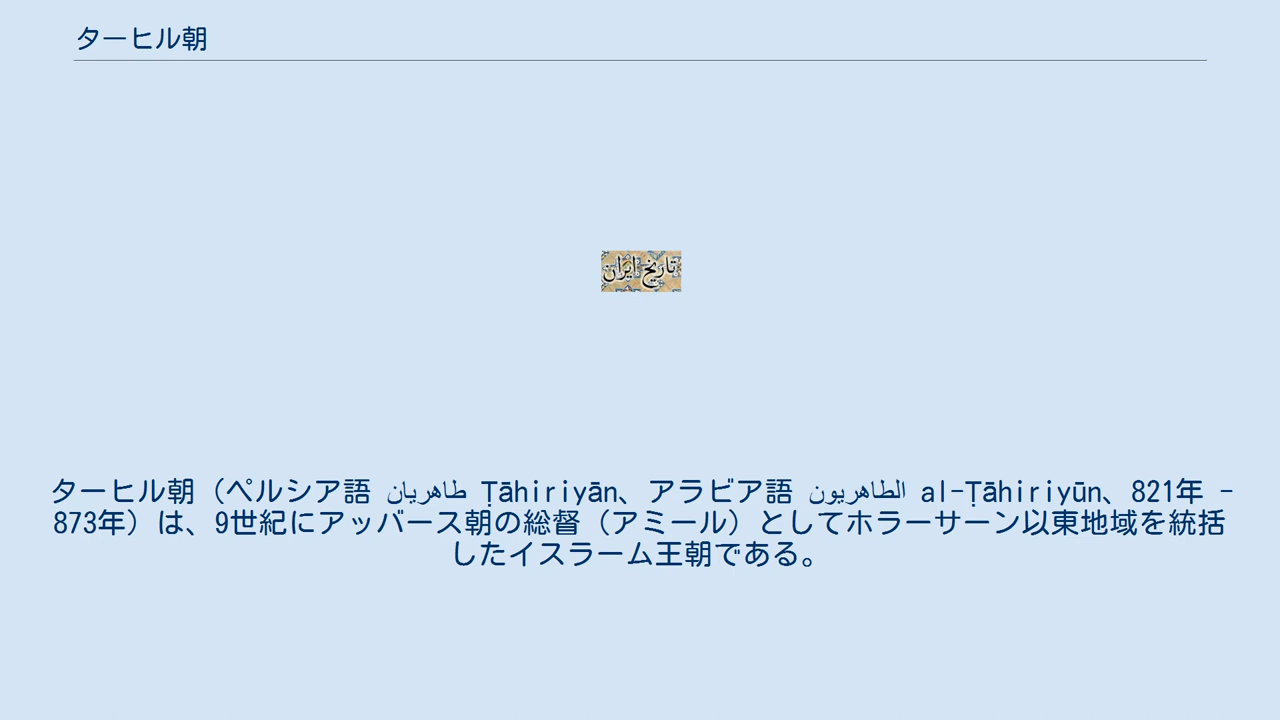 ターヒル朝
تاریخ ایران
ターヒル朝（ペルシア語 طاهریان Ṭāhiriyān、アラビア語 الطاهريون al-Ṭāhiriyūn、821年 -
873年）は、9世紀にアッバース朝の総督（アミール）としてホラーサーン以東地域を統括
したイスラーム王朝である。